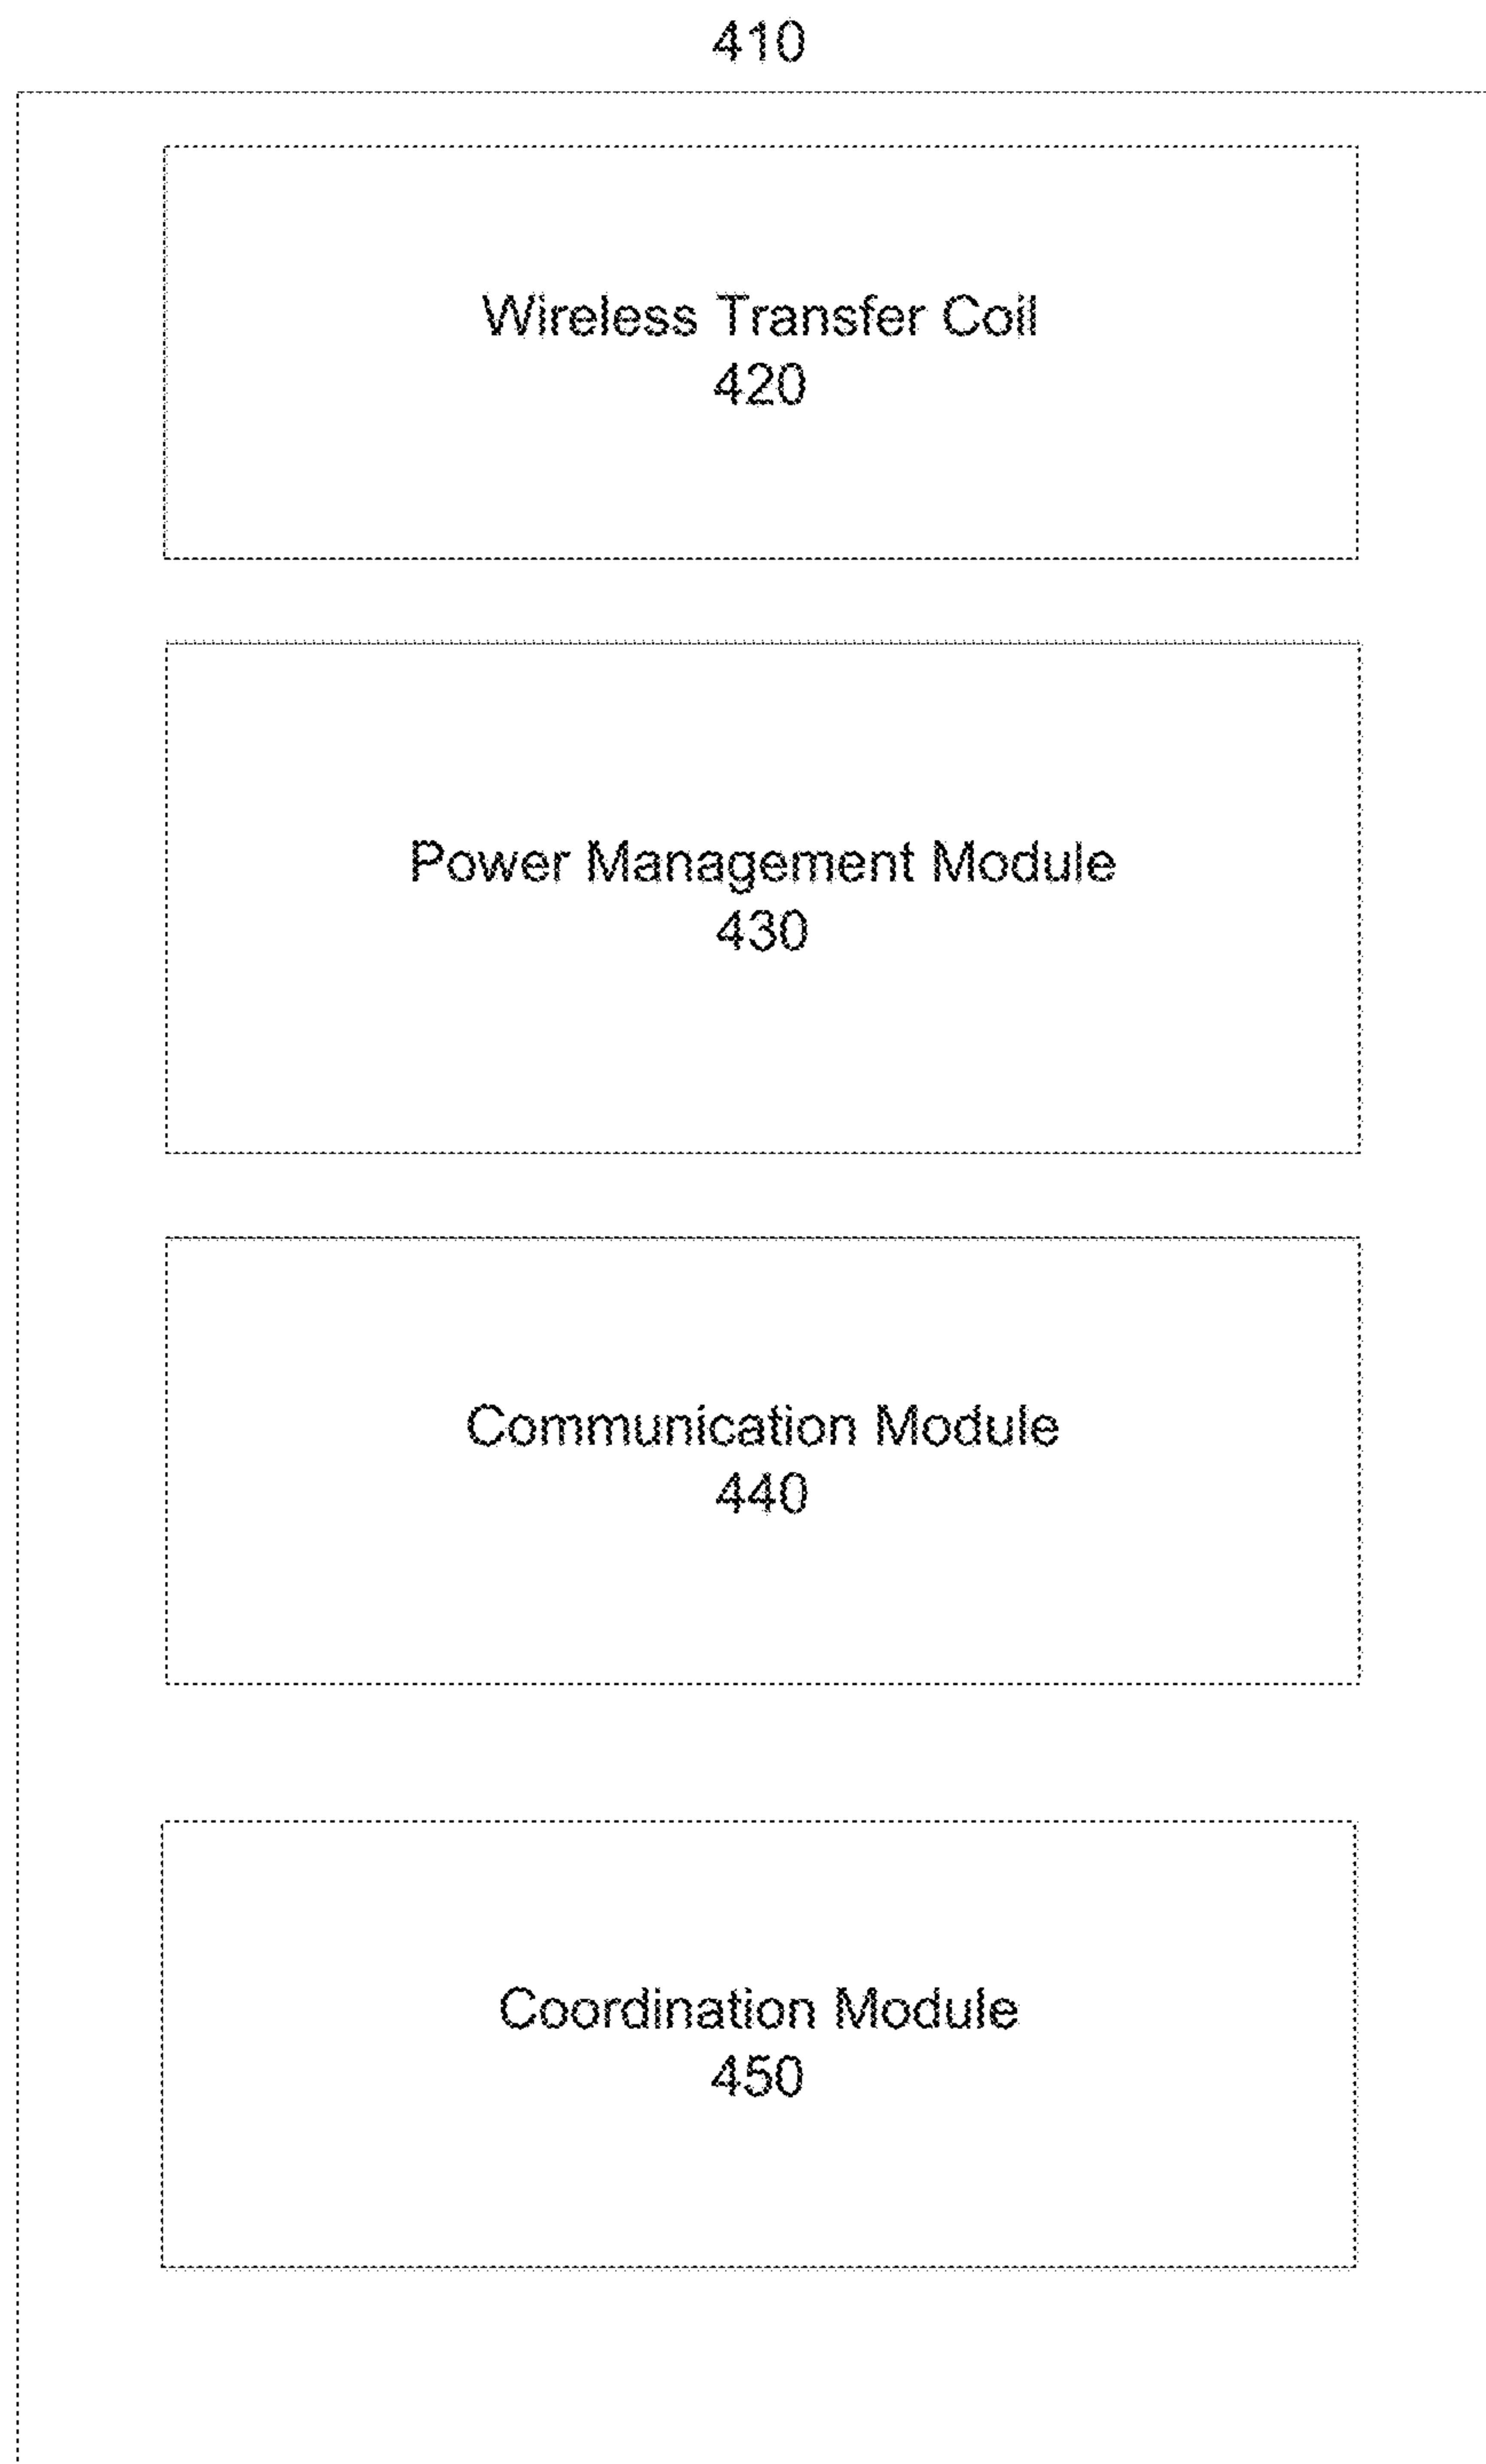 410
Wireless Transfer Coil
420
Power Management Module
430
Communication Module
440
Coordination Module
450